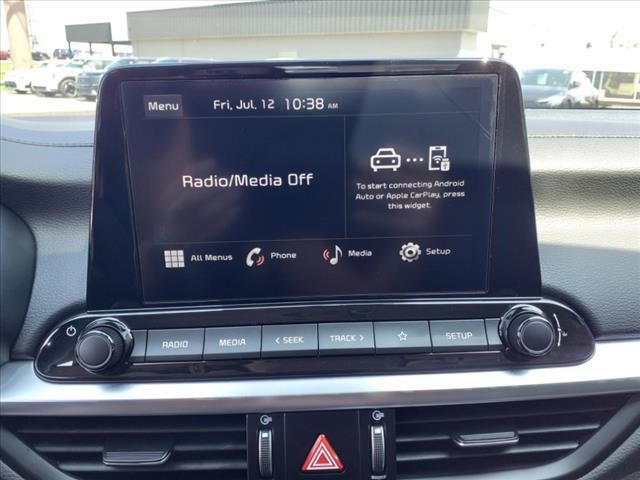 Menu Fri, Jul. 12 10:38 AM
Radio/Media Off
To start connecting Android
Auto or Apple CarPlay, press
this widget.
All Menus Phone Media Setup
RADIO MEDIA < SEEK TRACK > SETUP